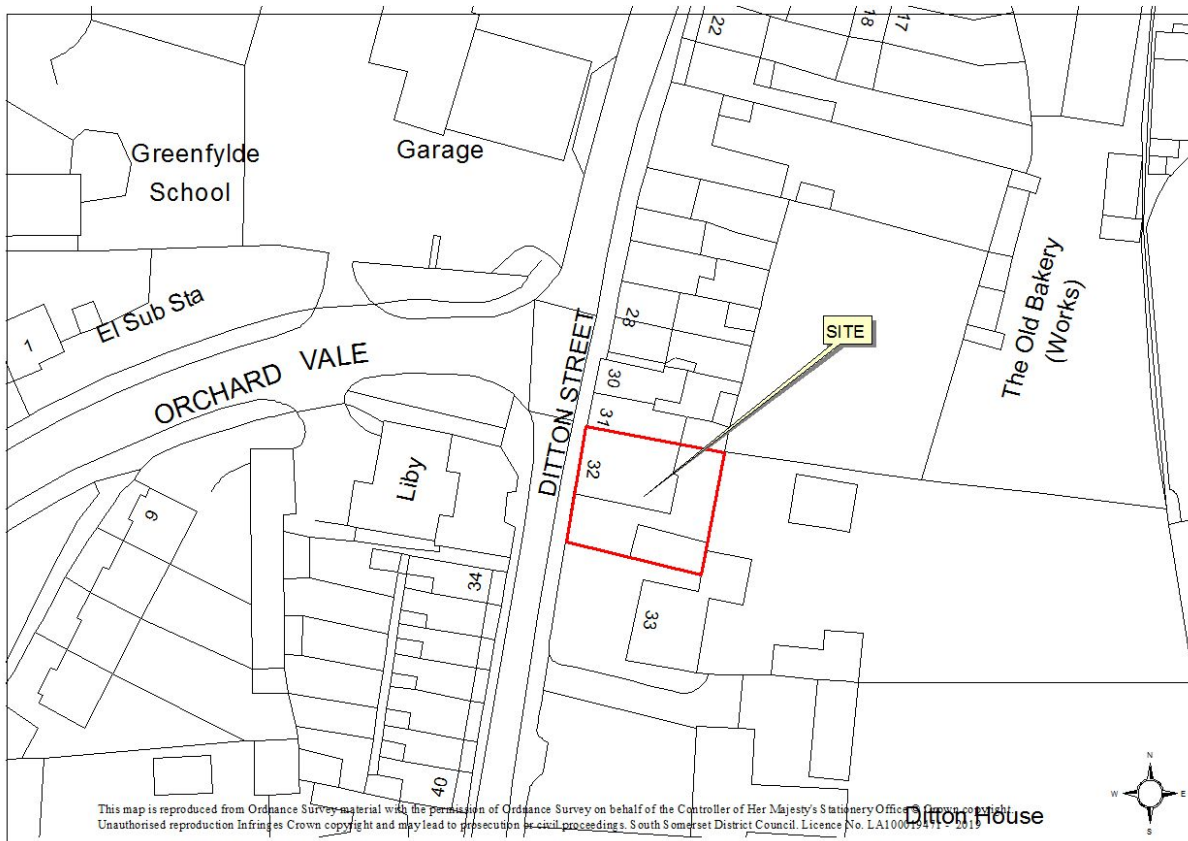 22
18
17
Greenfylde
School
Garage
The Old Bakery
(Works)
El Sub Sta
1
ORCHARD VALE
DITTON STREET
28
30
31
32
SITE
Liby
9
34
33
40
N
W
E
S
Ditton House
This map is reproduced from Ordnance Survey material with the permission of Ordnance Survey on behalf of the Controller of Her Majesty's Stationery Office © Crown copyright
Unauthorised reproduction Infringes Crown copyright and may lead to prosecution or civil proceedings. South Somerset District Council. Licence No. LA100019471 - 2019